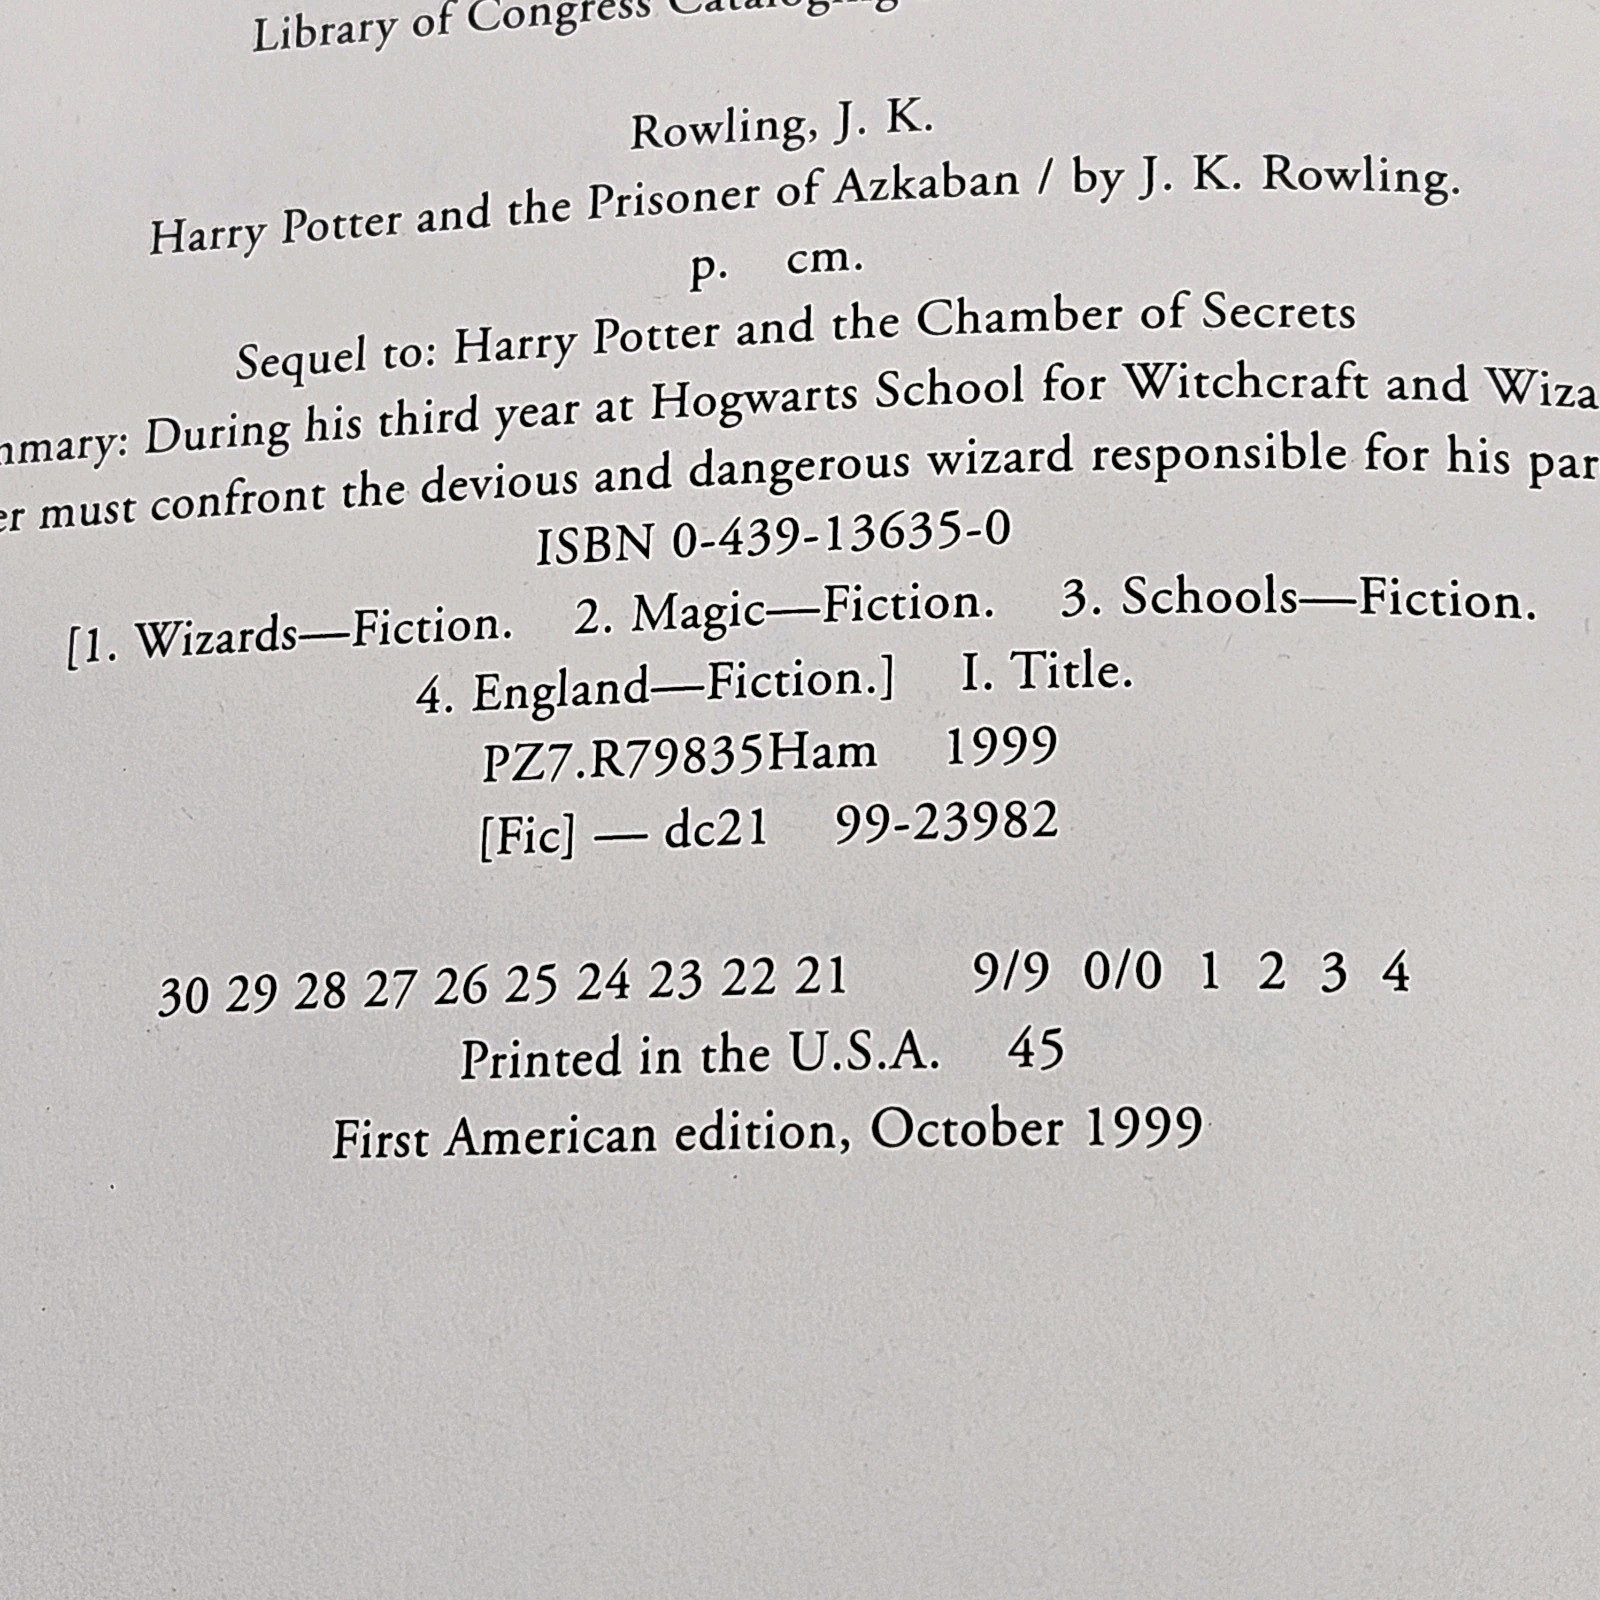 Library of Congress Cataloging
Rowling, J. K.
Harry Potter and the Prisoner of Azkaban / by J. K. Rowling.
p. cm.
Sequel to: Harry Potter and the Chamber of Secrets
mmary: During his third year at Hogwarts School for Witchcraft and Wiza
er must confront the devious and dangerous wizard responsible for his par
ISBN 0-439-13635-0
[1. Wizards—Fiction. 2. Magic—Fiction. 3. Schools—Fiction.
4. England—Fiction.] I. Title.
PZ7.R79835Ham 1999
[Fic] — dc21 99-23982
30 29 28 27 26 25 24 23 22 21 9/9 0/0 1 2 3 4
Printed in the U.S.A. 45
First American edition, October 1999